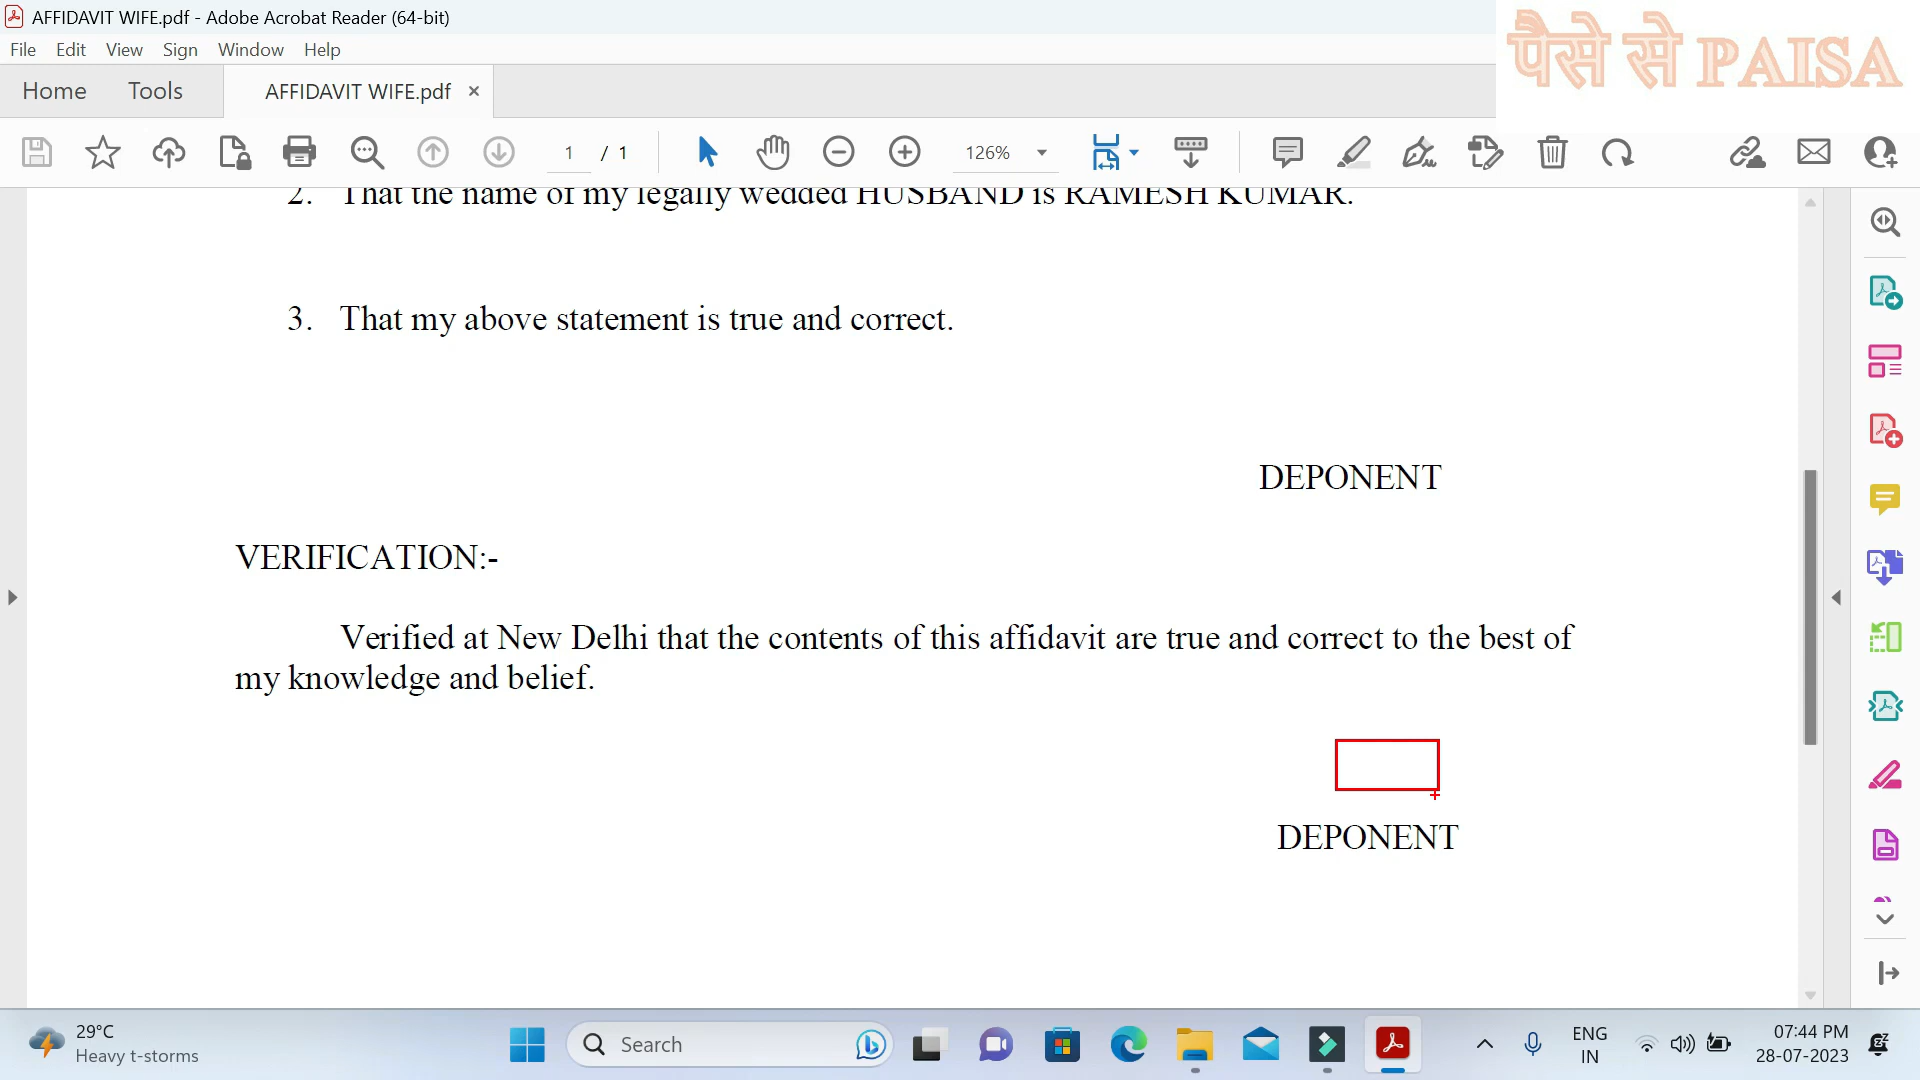 AFFIDAVIT WIFE.pdf - Adobe Acrobat Reader (64-bit)
File Edit View Sign Window Help
पैसे से PAISA
Home Tools AFFIDAVIT WIFE.pdf ×
1 / 1 126%
2. That the name of my legally wedded HUSBAND is RAMESH KUMAR.
3. That my above statement is true and correct.
DEPONENT
VERIFICATION:-
Verified at New Delhi that the contents of this affidavit are true and correct to the best of
my knowledge and belief.
DEPONENT
29°C
Heavy t-storms
Search
ENG
IN
07:44 PM
28-07-2023